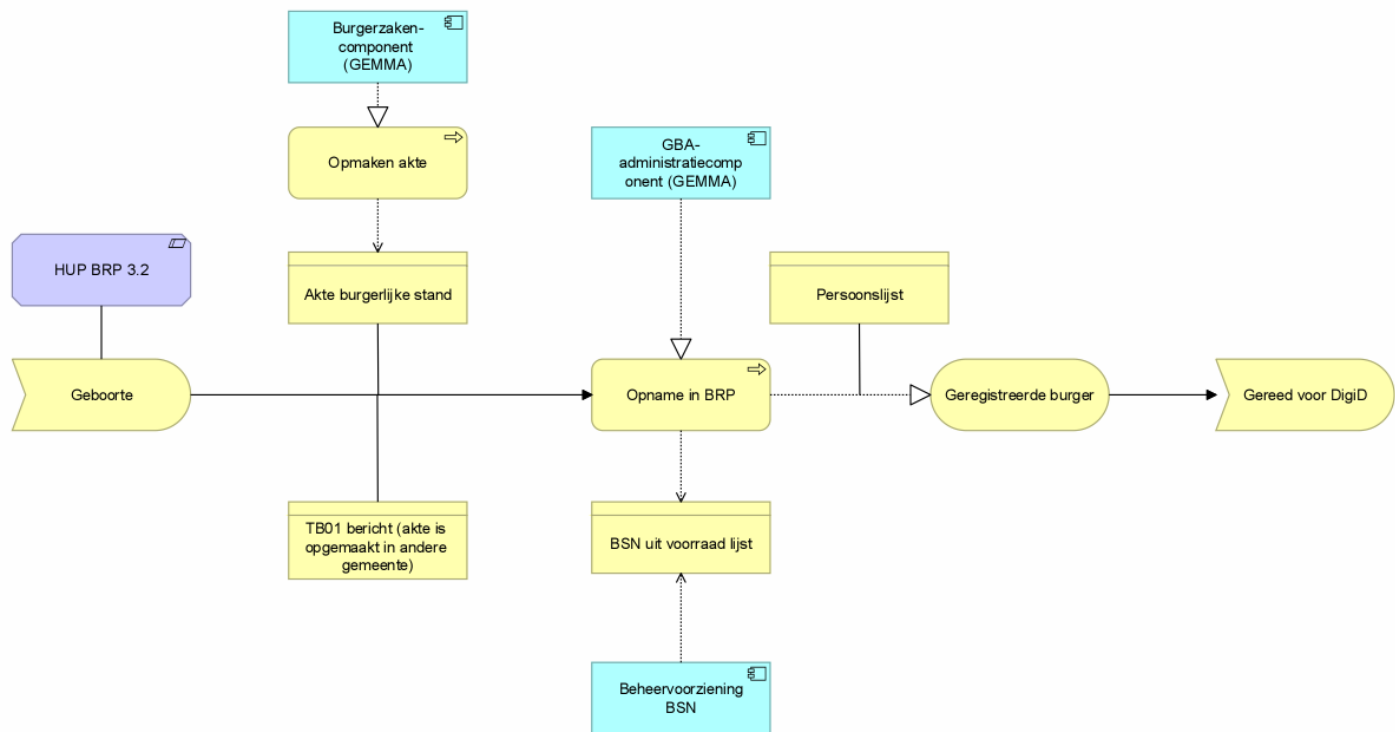 Burgerzaken-
component
(GEMMA)
Opmaken akte
GBA-
administratiecomp
onent (GEMMA)
HUP BRP 3.2
Akte burgerlijke stand
Persoonslijst
Geboorte
Opname in BRP
Geregistreerde burger
Gereed voor DigiD
TB01 bericht (akte is
opgemaakt in andere
gemeente)
BSN uit voorraad lijst
Beheervoorziening
BSN